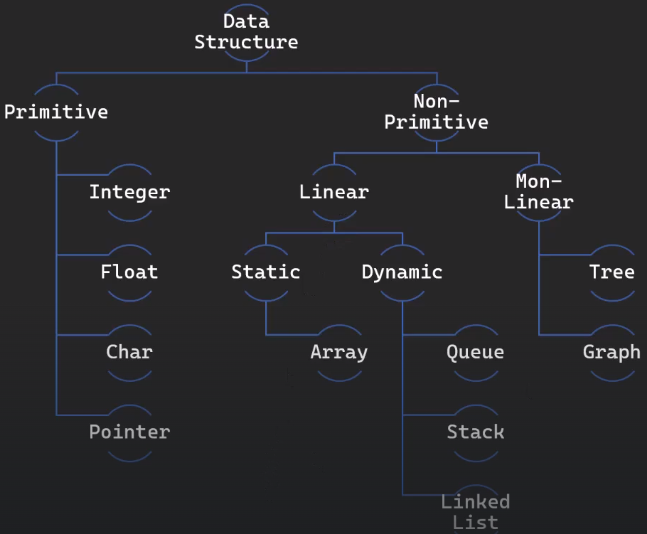 Data
Structure
Primitive
Non-
Primitive
Integer
Linear
Mon-
Linear
Float
Static
Dynamic
Tree
Char
Array
Queue
Graph
Pointer
Stack
Linked
List